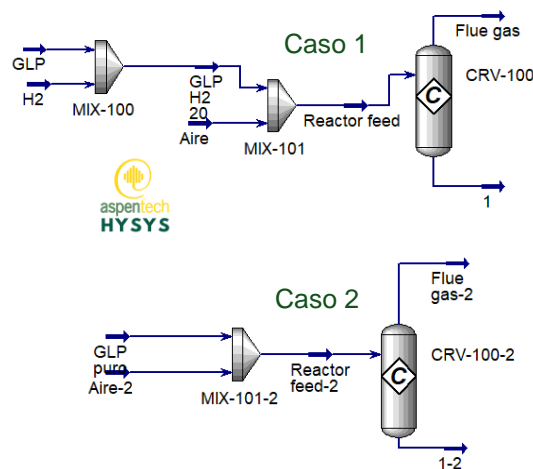 Caso 1
Flue gas
GLP
H2
MIX-100
GLP
H2
20
Aire
MIX-101
Reactor feed
CRV-100
C
1
aspentech
HYSYS
Caso 2
Flue
gas-2
GLP
puro
Aire-2
MIX-101-2
Reactor
feed-2
CRV-100-2
C
1-2